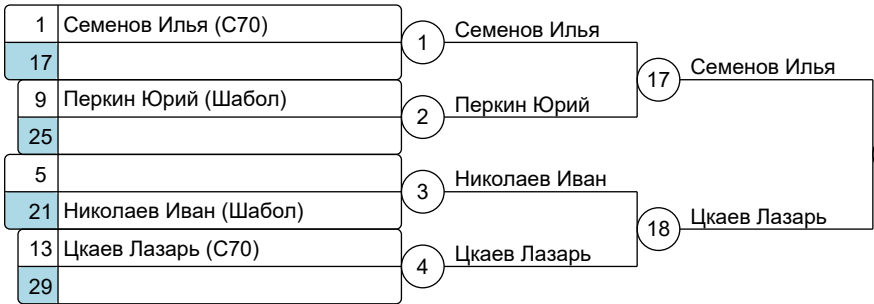 1 Семенов Илья (С70)
17
9 Перкин Юрий (Шабол)
25
5
21 Николаев Иван (Шабол)
13 Цкаев Лазарь (С70)
29
1 Семенов Илья
2 Перкин Юрий
3 Николаев Иван
4 Цкаев Лазарь
17 Семенов Илья
18 Цкаев Лазарь